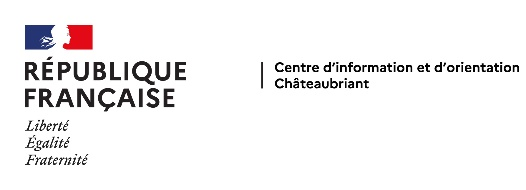 RÉPUBLIQUE
FRANÇAISE
Liberté
Égalité
Fraternité
Centre d'information et d'orientation
Châteaubriant